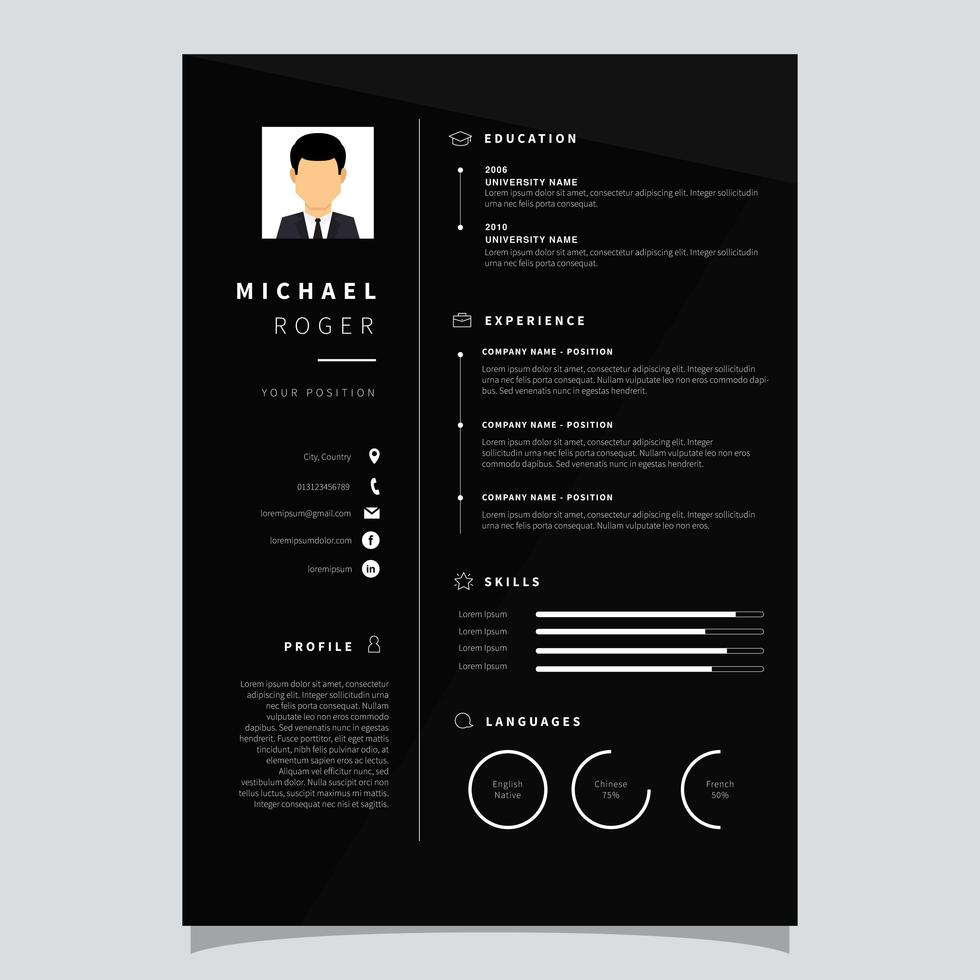 MICHAEL
ROGER
YOUR POSITION
City, Country
013123456789
loremipsum@gmail.com
loremipsumdolor.com
f
loremipsum
in
PROFILE
Lorem ipsum dolor sit amet, consectetur
adipiscing elit. Integer sollicitudin urna
nec felis porta consequat. Nullam
vulputate leo non eros commodo
dapibus. Sed venenatis egestas
hendrerit. Fusce porttitor, elit eget mattis
tincidunt, nibh felis pulvinar odio, at
elementum sapien eros et leo.
Aliquam vel efficitur nunc, sed
vestibulum dolor. Nulla suscipit orci non
tellus luctus, suscipit maximus mi mattis.
Integer consequat nec nisi et sagittis.
EDUCATION
2006
UNIVERSITY NAME
Lorem ipsum dolor sit amet, consectetur adipiscing elit. Integer sollicitudin
urna nec felis porta consequat.
2010
UNIVERSITY NAME
Lorem ipsum dolor sit amet, consectetur adipiscing elit. Integer sollicitudin
urna nec felis porta consequat.
EXPERIENCE
COMPANY NAME - POSITION
Lorem ipsum dolor sit amet, consectetur adipiscing elit. Integer sollicitudin
urna nec felis porta consequat. Nullam vulputate leo non eros commodo dapi-
bus. Sed venenatis urna in egestas hendrerit.
COMPANY NAME - POSITION
Lorem ipsum dolor sit amet, consectetur adipiscing elit. Integer
sollicitudin urna nec felis porta consequat. Nullam vulputate leo non eros
commodo dapibus. Sed venenatis urna in egestas hendrerit.
COMPANY NAME - POSITION
Lorem ipsum dolor sit amet, consectetur adipiscing elit. Integer sollicitudin
urna nec felis porta consequat. Nullam vulputate leo non eros.
SKILLS
Lorem Ipsum
Lorem Ipsum
Lorem Ipsum
Lorem Ipsum
LANGUAGES
English
Native
Chinese
75%
French
50%